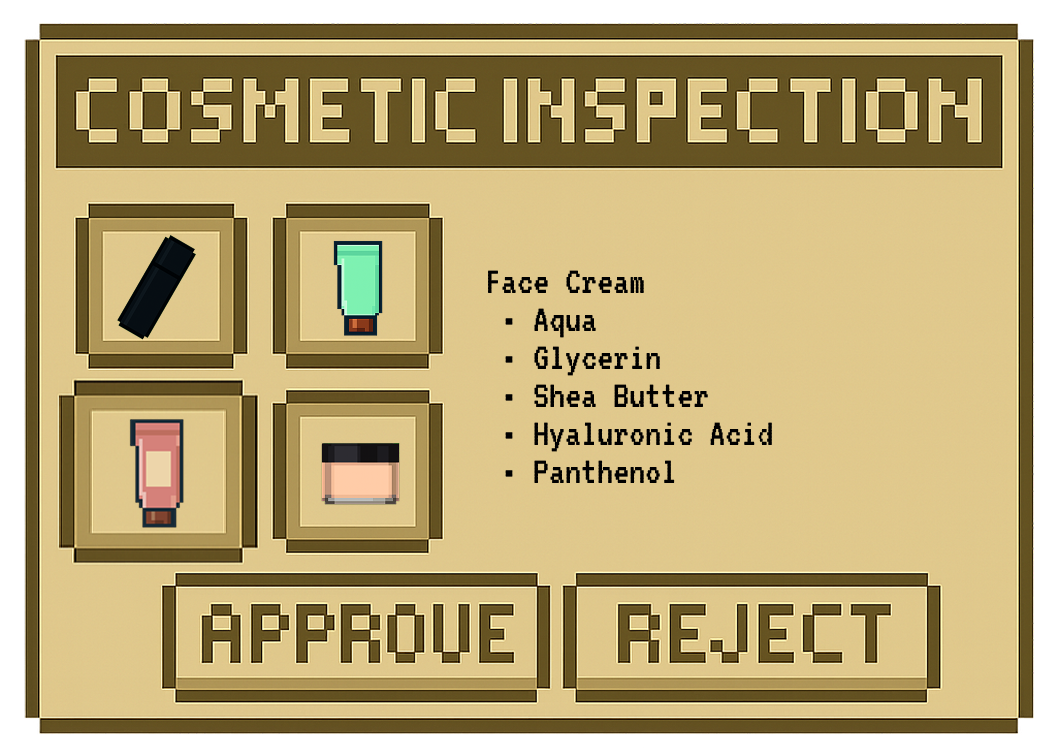 COSMETIC INSPECTION
Face Cream
▪ Aqua
▪ Glycerin
▪ Shea Butter
▪ Hyaluronic Acid
▪ Panthenol
APPROVE REJECT